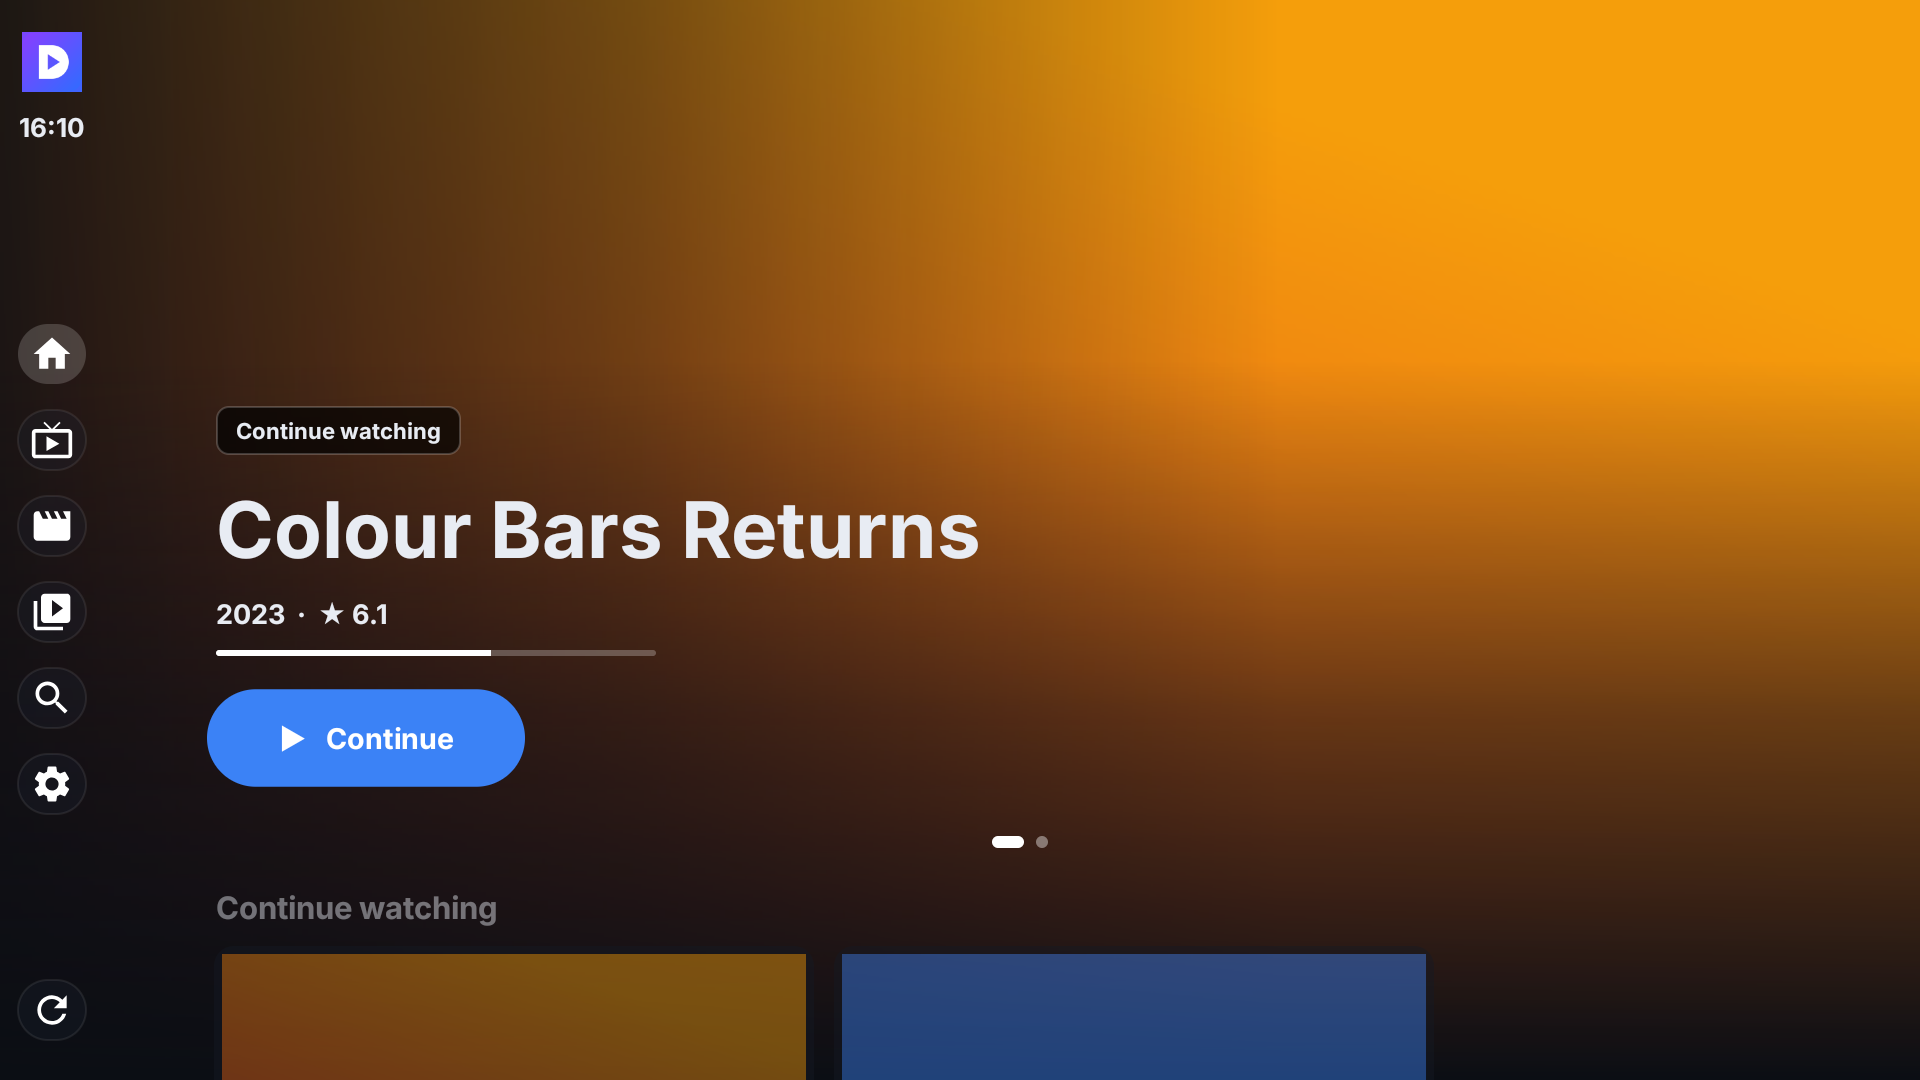 16:10
Continue watching
Colour Bars Returns
2023 · ★ 6.1
Continue
Continue watching